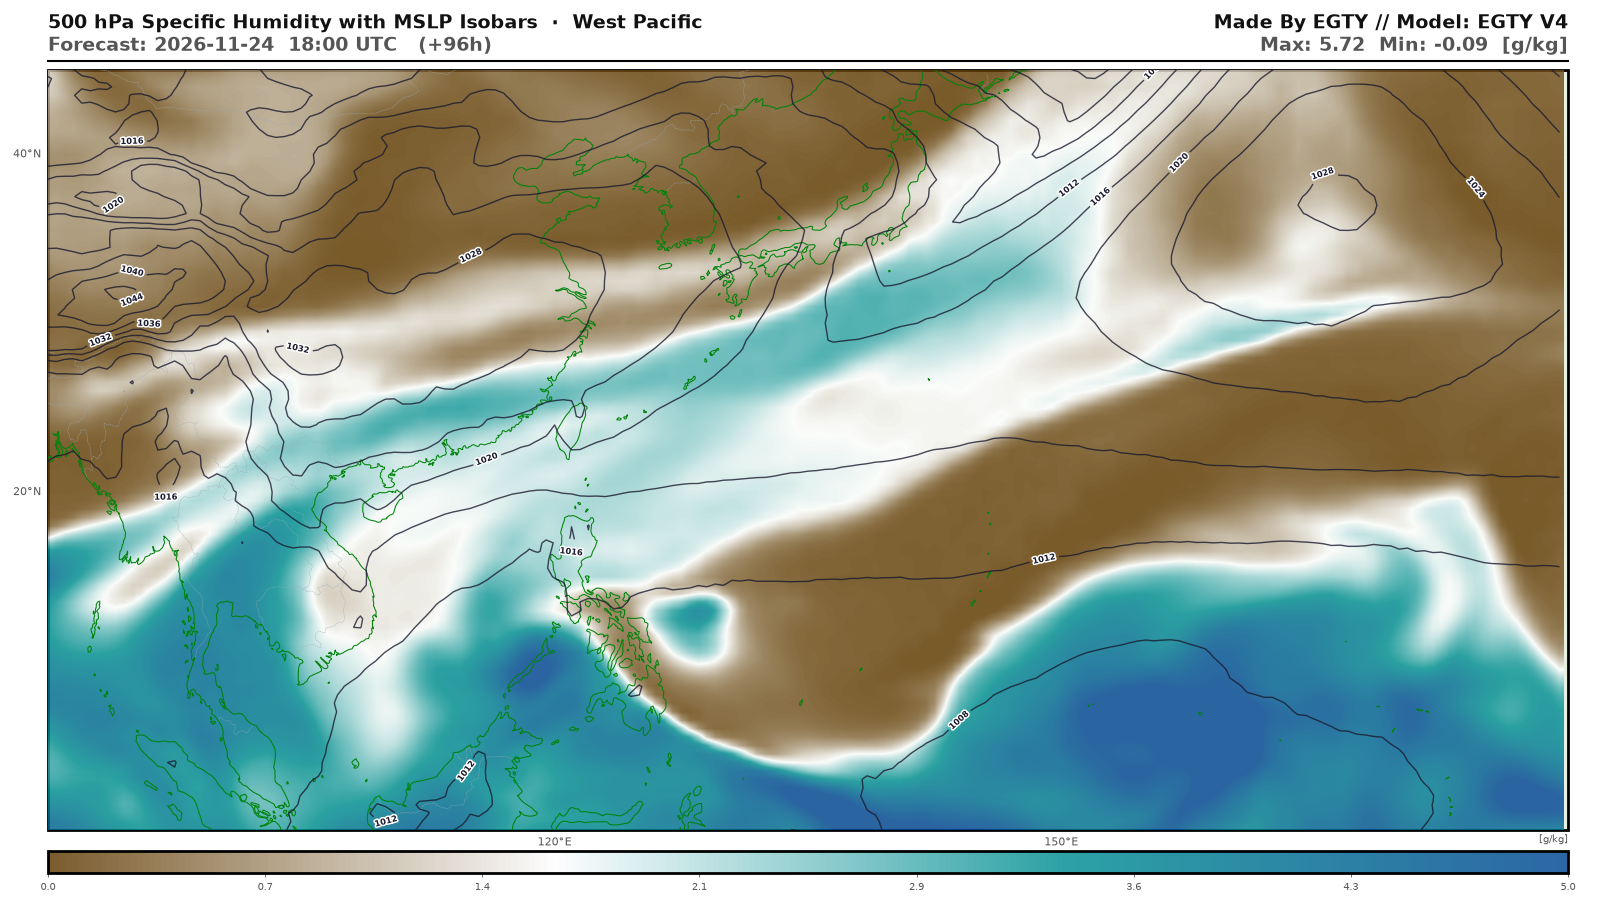 500 hPa Specific Humidity with MSLP Isobars · West Pacific
Made By EGTY // Model: EGTY V4
Forecast: 2026-11-24 18:00 UTC (+96h)
Max: 5.72 Min: -0.09 [g/kg]
10
1016
40°N
1020
1028
1012
1024
1016
1020
1028
1040
1044
1036
1032
1032
1020
20°N
1016
1016
1012
1008
1012
1012
120°E
150°E
[g/kg]
0.0 0.7 1.4 2.1 2.9 3.6 4.3 5.0